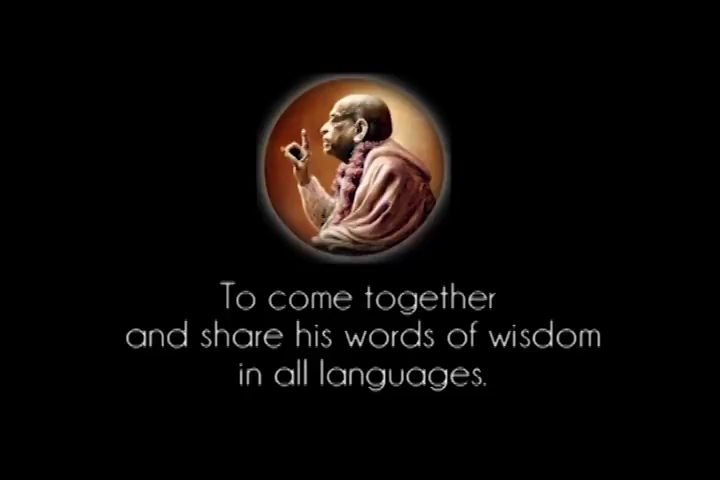 To come together
and share his words of wisdom
in all languages.